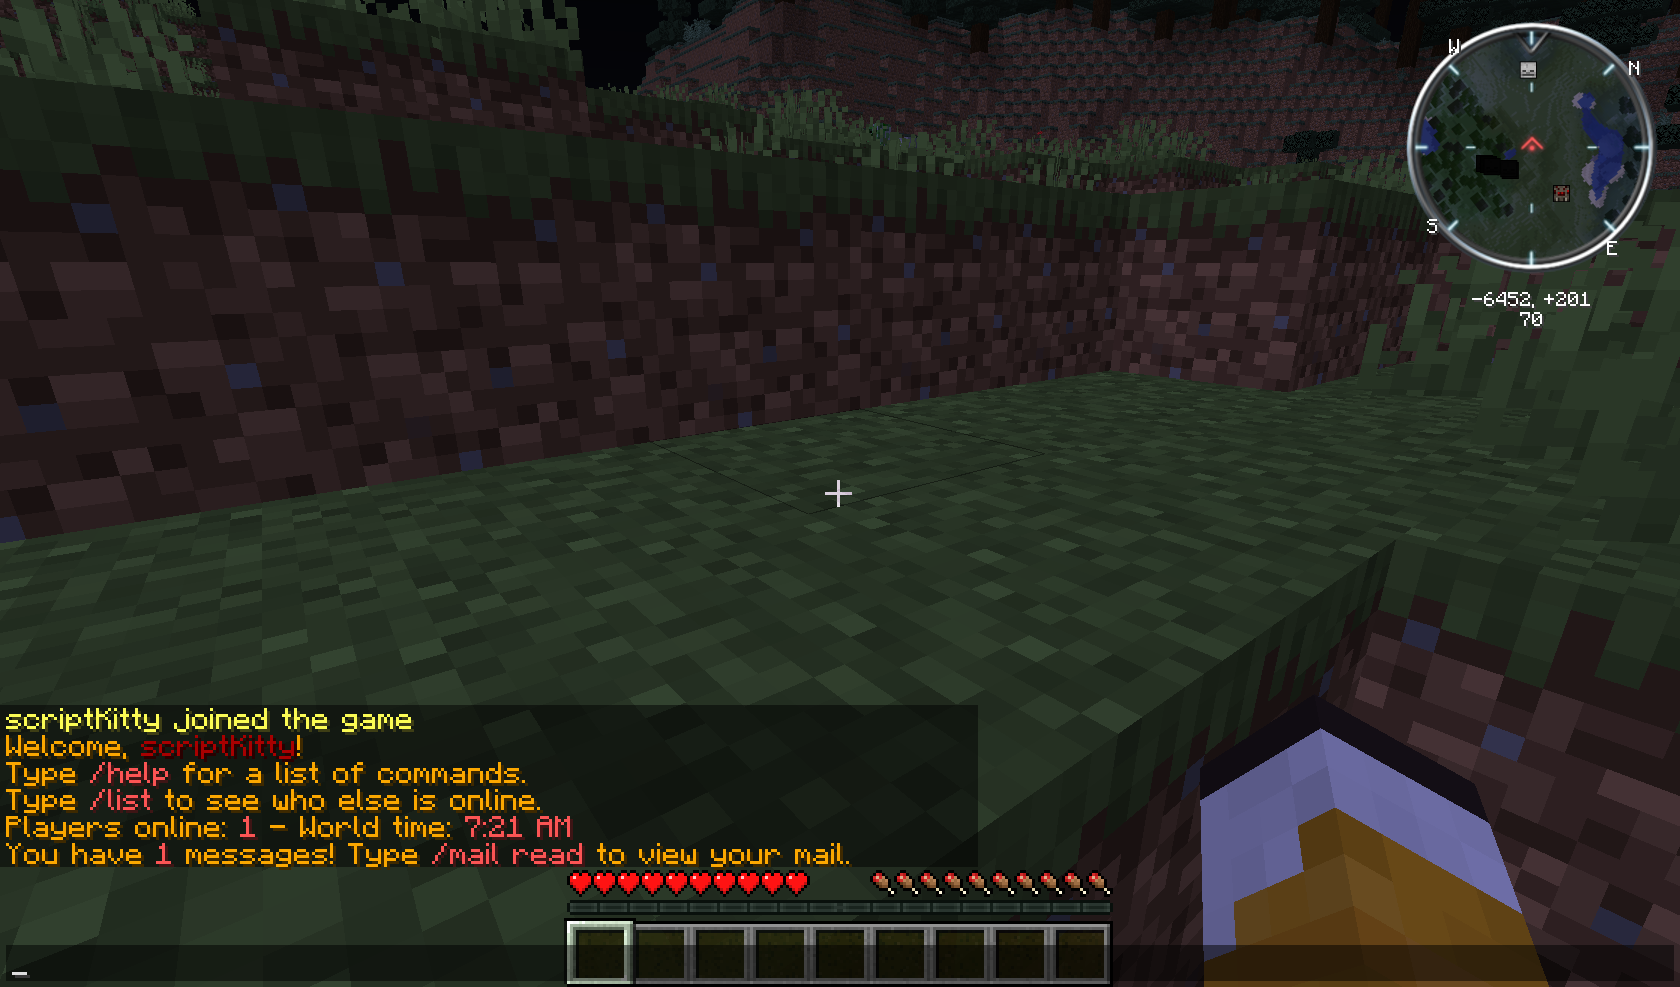 W
N
S
E
-6452, +201
70
scriptKitty joined the game
Welcome, scriptKitty!
Type /help for a list of commands.
Type /list to see who else is online.
Players online: 1 - World time: 7:21 AM
You have 1 messages! Type /mail read to view your mail.
_